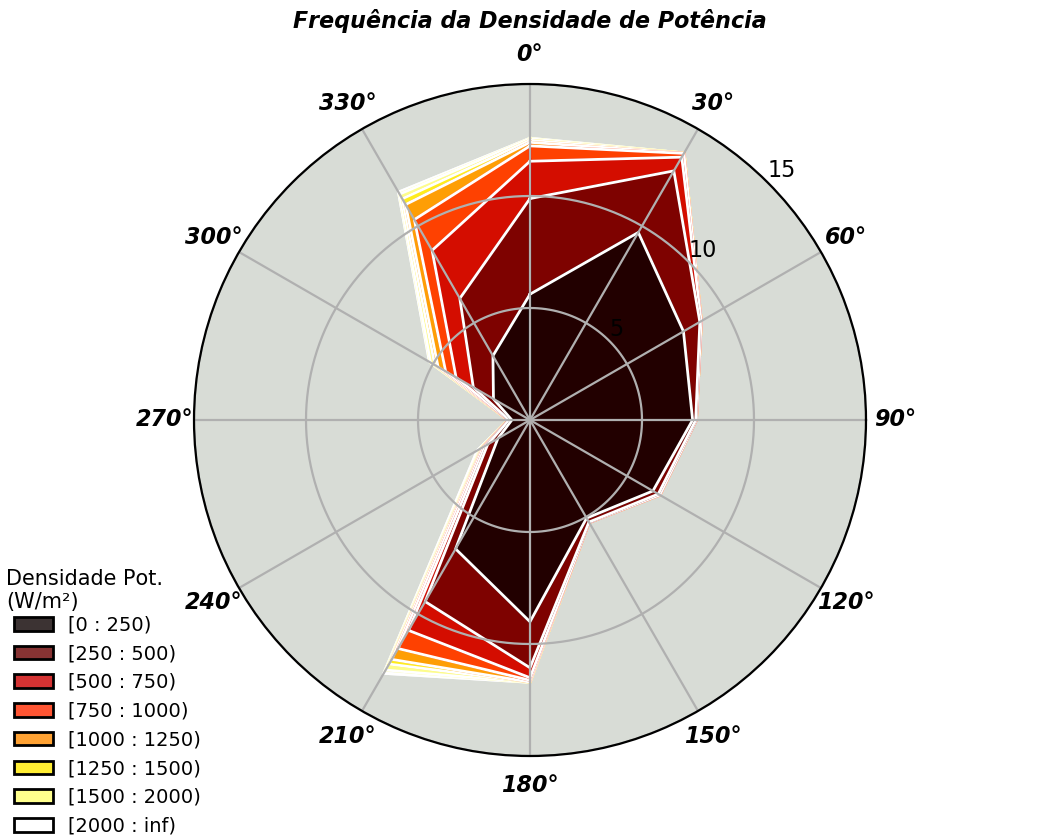 Frequência da Densidade de Potência
0°
330°
30°
15
300°
60°
10
5
270°
90°
240°
120°
210°
150°
180°
Densidade Pot.
(W/m²)
[0 : 250)
[250 : 500)
[500 : 750)
[750 : 1000)
[1000 : 1250)
[1250 : 1500)
[1500 : 2000)
[2000 : inf)